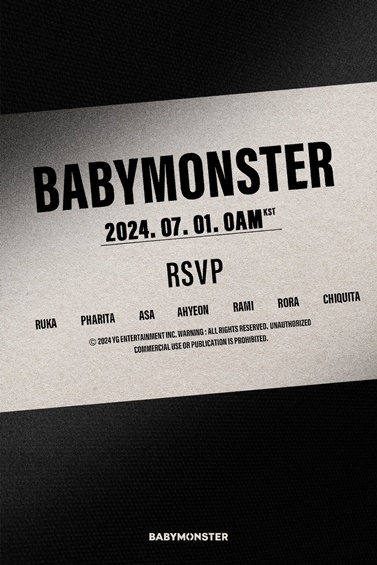 BABYMONSTER
2024. 07. 01. 0AM KST
RSVP
RUKA PHARITA ASA AHYEON RAMI RORA CHIQUITA
Ⓒ 2024 YG ENTERTAINMENT INC. WARNING : ALL RIGHTS RESERVED. UNAUTHORIZED
COMMERCIAL USE OR PUBLICATION IS PROHIBITED.
BABYMONSTER